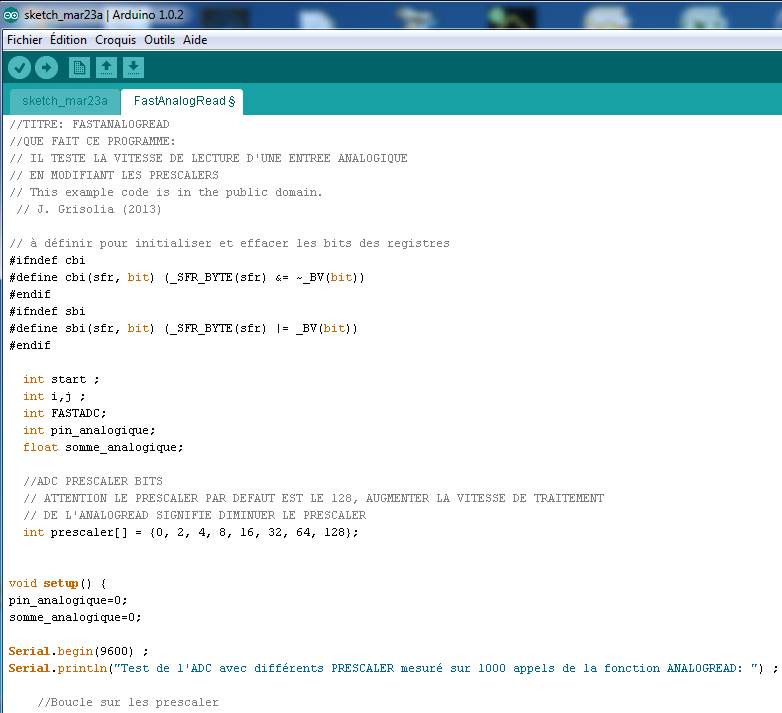 sketch_mar23a | Arduino 1.0.2
Fichier Édition Croquis Outils Aide
sketch_mar23a FastAnalogRead §
//TITRE: FASTANALOGREAD
//QUE FAIT CE PROGRAMME:
// IL TESTE LA VITESSE DE LECTURE D'UNE ENTREE ANALOGIQUE
// EN MODIFIANT LES PRESCALERS
// This example code is in the public domain.
// J. Grisolia (2013)
// à définir pour initialiser et effacer les bits des registres
#ifndef cbi
#define cbi(sfr, bit) (_SFR_BYTE(sfr) &= ~_BV(bit))
#endif
#ifndef sbi
#define sbi(sfr, bit) (_SFR_BYTE(sfr) |= _BV(bit))
#endif
int start ;
int i,j ;
int FASTADC;
int pin_analogique;
float somme_analogique;
//ADC PRESCALER BITS
// ATTENTION LE PRESCALER PAR DEFAUT EST LE 128, AUGMENTER LA VITESSE DE TRAITEMENT
// DE L'ANALOGREAD SIGNIFIE DIMINUER LE PRESCALER
int prescaler[] = {0, 2, 4, 8, 16, 32, 64, 128};
void setup() {
pin_analogique=0;
somme_analogique=0;
Serial.begin(9600) ;
Serial.println("Test de l'ADC avec différents PRESCALER mesuré sur 1000 appels de la fonction ANALOGREAD: ") ;
//Boucle sur les prescaler